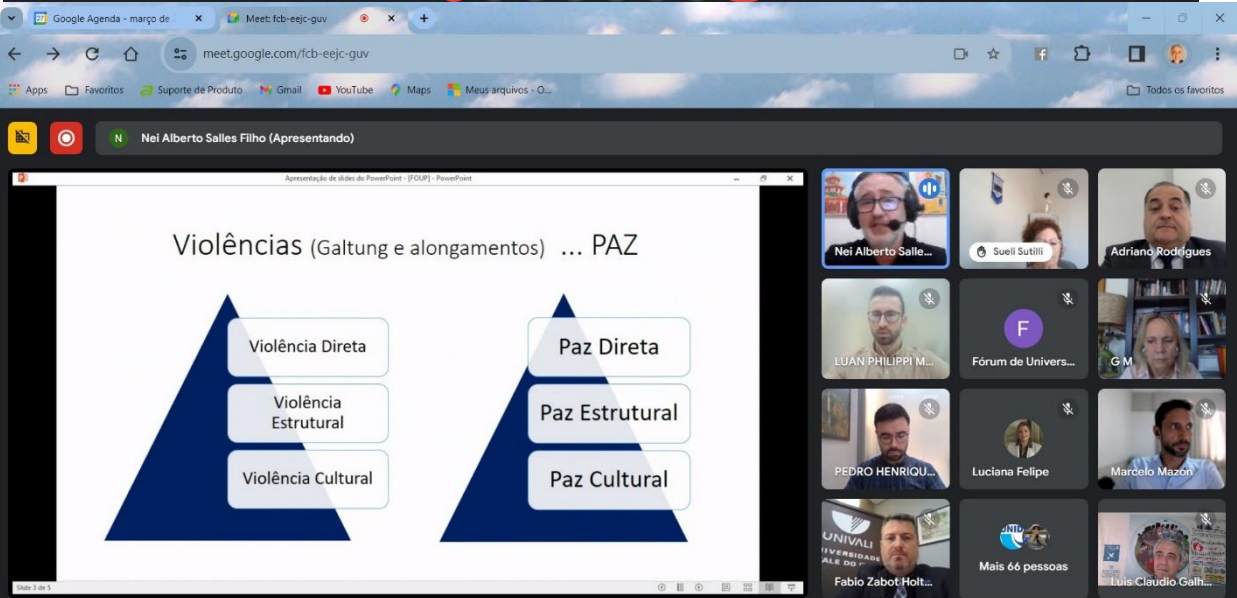 Google Agenda - março de
Meet: fcb-eejc-guv
meet.google.com/fcb-eejc-guv
Apps
Favoritos
Suporte de Produto
Gmail
YouTube
Maps
Meus arquivos - O...
Todos os favoritos
N
Nei Alberto Salles Filho (Apresentando)
Apresentação de slides do PowerPoint - [FOUP] - PowerPoint
Violências (Galtung e alongamentos) ... PAZ
Violência Direta
Violência
Estrutural
Violência Cultural
Paz Direta
Paz Estrutural
Paz Cultural
Slide 3 de 5
Nei Alberto Salle...
Sueli Sutilli
Adriano Rodrigues
LUAN PHILIPPI M...
F
Fórum de Univers...
G M
PEDRO HENRIQU...
Luciana Felipe
Marcelo Mazon
UNIVALI
Fabio Zabot Holt...
Mais 66 pessoas
Luis Claudio Galh...